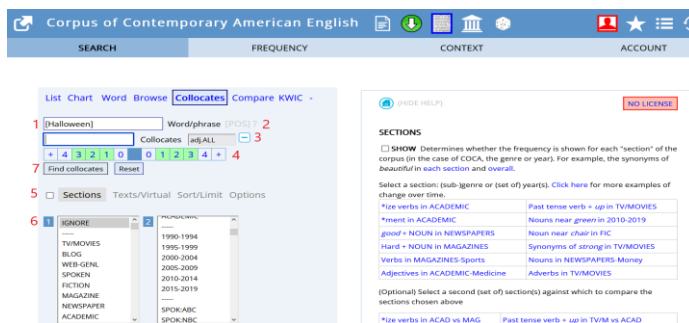 Corpus of Contemporary American English
SEARCH FREQUENCY CONTEXT ACCOUNT
List Chart Word Browse Collocates Compare KWIC -
1 [Halloween] Word/phrase [POS] ? 2
Collocates adj.ALL − 3
+ 4 3 2 1 0 0 1 2 3 4 + 4
7 Find collocates Reset
5 Sections Texts/Virtual Sort/Limit Options
6 1 IGNORE
-----
TV/MOVIES
BLOG
WEB-GENL
SPOKEN
FICTION
MAGAZINE
NEWSPAPER
ACADEMIC
2 ACADEMIC
-----
1990-1994
1995-1999
2000-2004
2005-2009
2010-2014
2015-2019
-----
SPOK:ABC
SPOK:NBC
(HIDE HELP) NO LICENSE
SECTIONS
SHOW Determines whether the frequency is shown for each "section" of the
corpus (in the case of COCA, the genre or year). For example, the synonyms of
beautiful in each section and overall.
Select a section: (sub-)genre or (set of) year(s). Click here for more examples of
change over time.
*ize verbs in ACADEMIC Past tense verb + up in TV/MOVIES
*ment in ACADEMIC Nouns near green in 2010-2019
good + NOUN in NEWSPAPERS Noun near chair in FIC
Hard + NOUN in MAGAZINES Synonyms of strong in TV/MOVIES
Verbs in MAGAZINES-Sports Nouns in NEWSPAPERS-Money
Adjectives in ACADEMIC-Medicine Adverbs in TV/MOVIES
(Optional) Select a second (set of) section(s) against which to compare the
sections chosen above
*ize verbs in ACAD vs MAG Past tense verb + up in TV/M vs ACAD